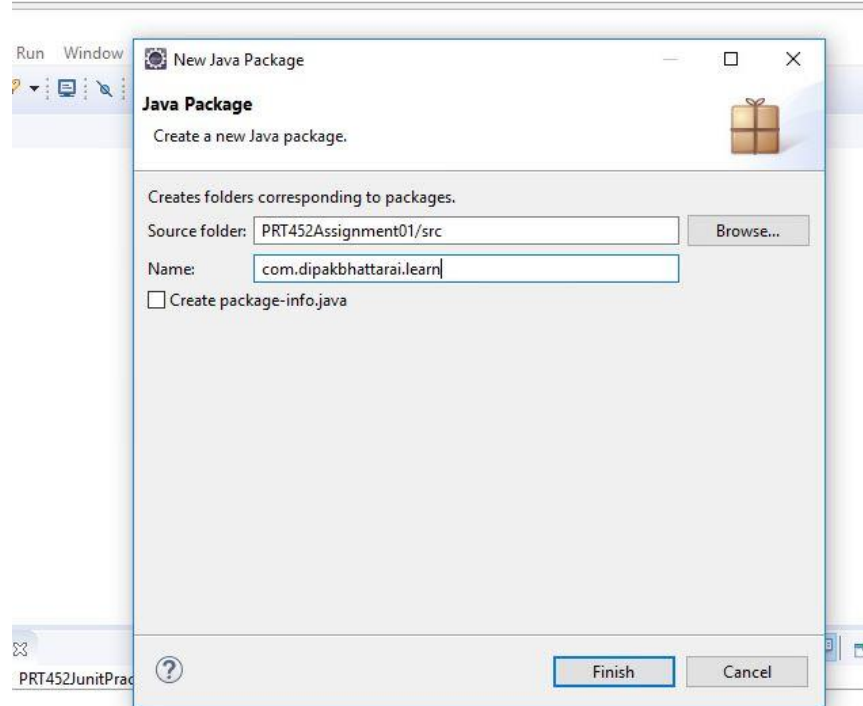 Run Window
New Java Package
Java Package
Create a new Java package.
Creates folders corresponding to packages.
Source folder: PRT452Assignment01/src Browse...
Name: com.dipakbhattarai.learn
Create package-info.java
PRT452JunitPrac
Finish Cancel